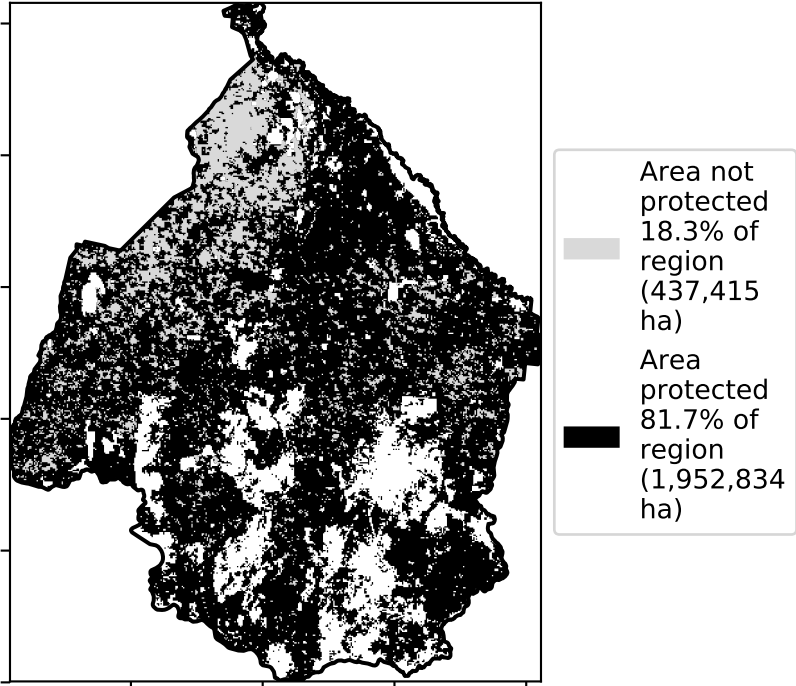 Area not
protected
18.3% of
region
(437,415
ha)
Area
protected
81.7% of
region
(1,952,834
ha)